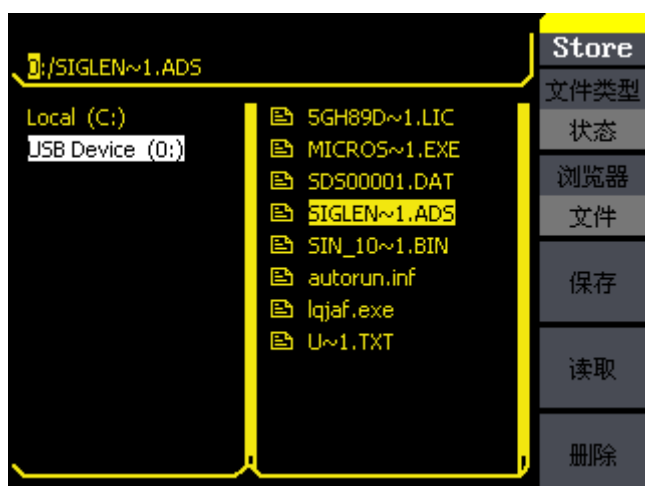 0:/SIGLEN~1.ADS
Local (C:)
USB Device (0:)
5GH89D~1.LIC
MICROS~1.EXE
SDS00001.DAT
SIGLEN~1.ADS
SIN_10~1.BIN
autorun.inf
lqjaf.exe
U~1.TXT
Store
文件类型
状态
浏览器
文件
保存
读取
删除